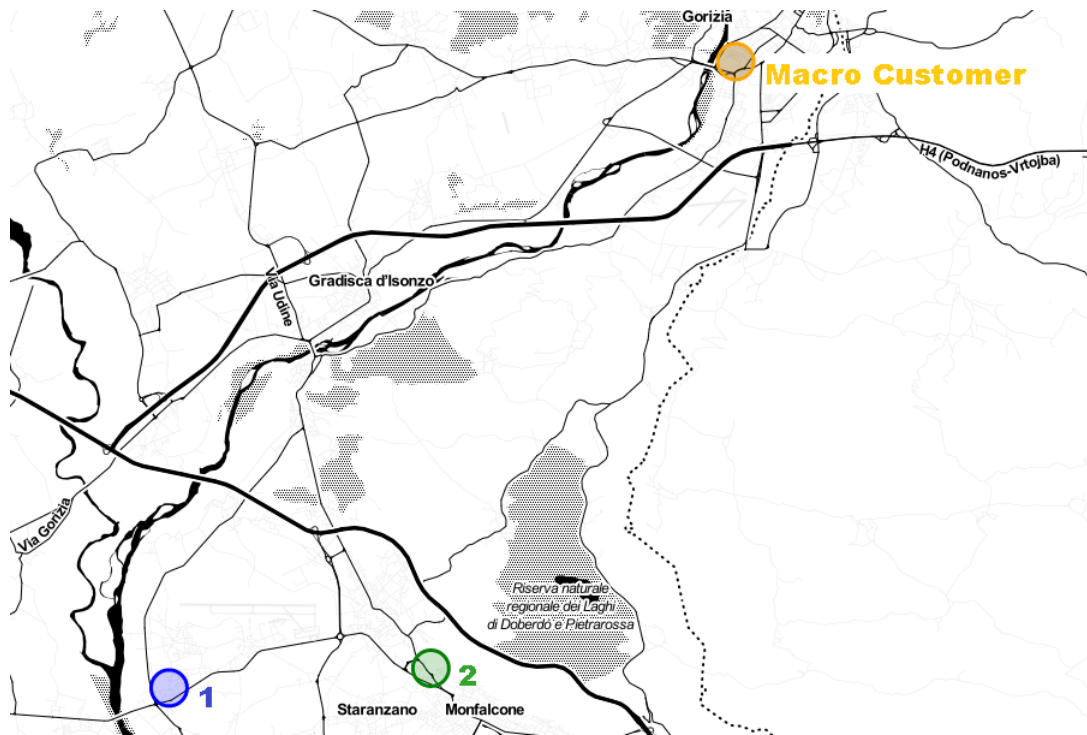 Gorizia
Macro Customer
H4 (Podnanos-Vrtojba)
Via Udine
Gradisca d'Isonzo
Via Gorizia
Riserva naturale
regionale dei Laghi
di Doberdò e Pietrarossa
1
2
Staranzano
Monfalcone